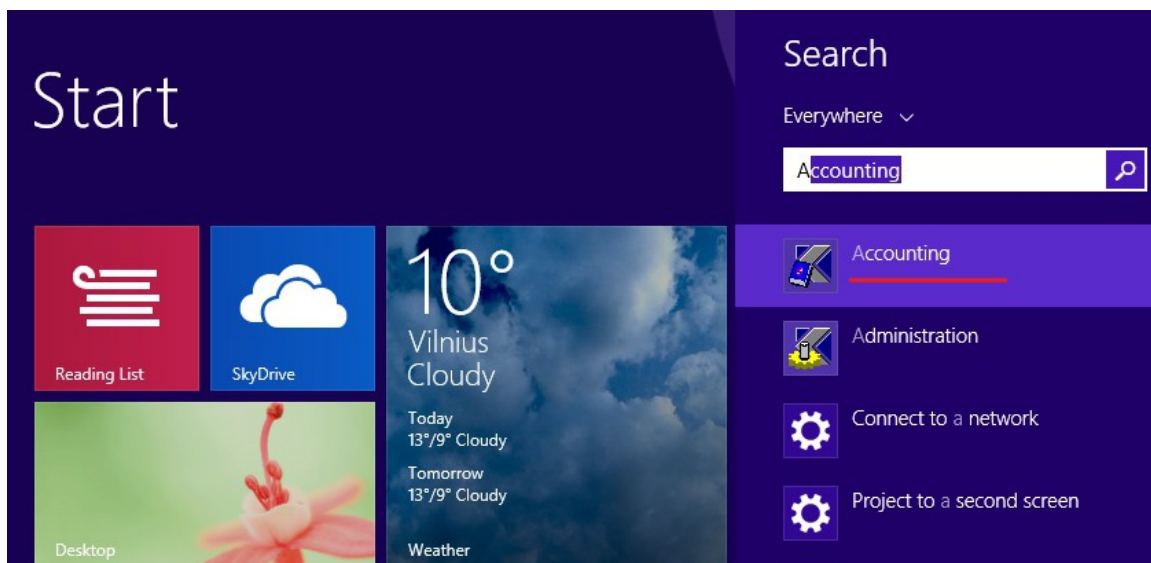 Start
Reading List
SkyDrive
10°
Vilnius
Cloudy
Today
13°/9° Cloudy
Tomorrow
13°/9° Cloudy
Desktop
Weather
Search
Everywhere
Accounting
Accounting
Administration
Connect to a network
Project to a second screen